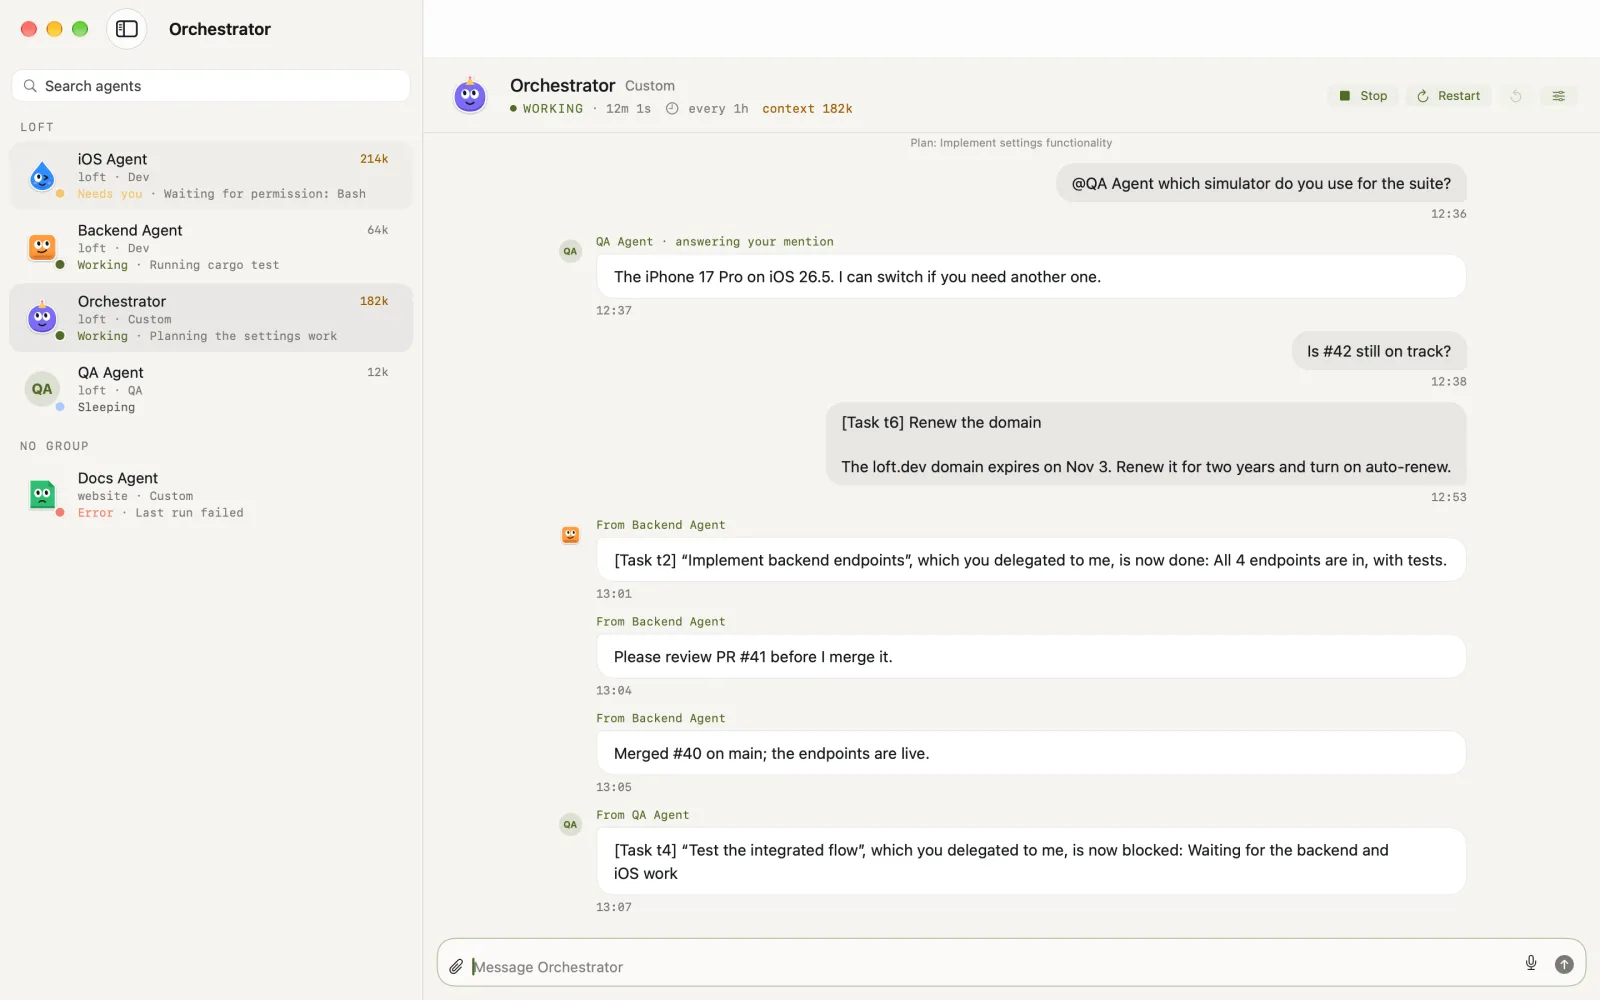 Orchestrator
Search agents
LOFT
iOS Agent 214k
loft · Dev
Needs you · Waiting for permission: Bash
Backend Agent 64k
loft · Dev
Working · Running cargo test
Orchestrator 182k
loft · Custom
Working · Planning the settings work
QA
QA Agent 12k
loft · QA
Sleeping
NO GROUP
Docs Agent
website · Custom
Error · Last run failed
Orchestrator Custom
WORKING · 12m 1s every 1h context 182k
Stop
Restart
Plan: Implement settings functionality
@QA Agent which simulator do you use for the suite?
12:36
QA
QA Agent · answering your mention
The iPhone 17 Pro on iOS 26.5. I can switch if you need another one.
12:37
Is #42 still on track?
12:38
[Task t6] Renew the domain
The loft.dev domain expires on Nov 3. Renew it for two years and turn on auto-renew.
12:53
From Backend Agent
[Task t2] “Implement backend endpoints”, which you delegated to me, is now done: All 4 endpoints are in, with tests.
13:01
From Backend Agent
Please review PR #41 before I merge it.
13:04
From Backend Agent
Merged #40 on main; the endpoints are live.
13:05
QA
From QA Agent
[Task t4] “Test the integrated flow”, which you delegated to me, is now blocked: Waiting for the backend and
iOS work
13:07
Message Orchestrator